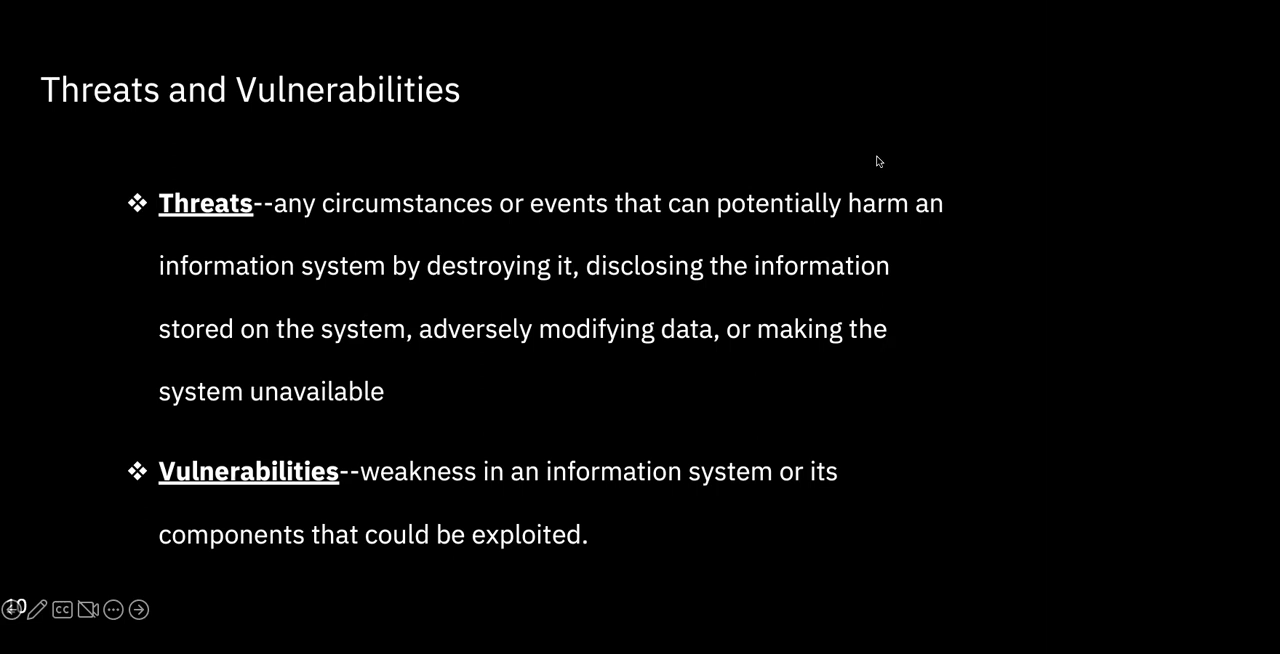 Threats and Vulnerabilities
❖ Threats--any circumstances or events that can potentially harm an
information system by destroying it, disclosing the information
stored on the system, adversely modifying data, or making the
system unavailable
❖ Vulnerabilities--weakness in an information system or its
components that could be exploited.
10
CC